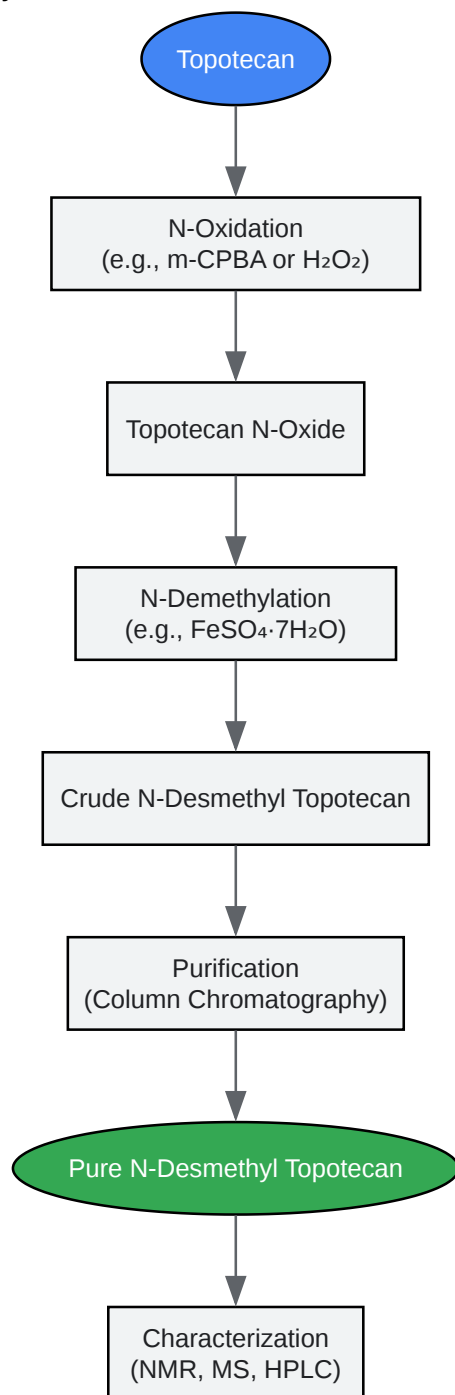 Topotecan
N-Oxidation
(e.g., m-CPBA or H₂O₂)
Topotecan N-Oxide
N-Demethylation
(e.g., FeSO₄·7H₂O)
Crude N-Desmethyl Topotecan
Purification
(Column Chromatography)
Pure N-Desmethyl Topotecan
Characterization
(NMR, MS, HPLC)